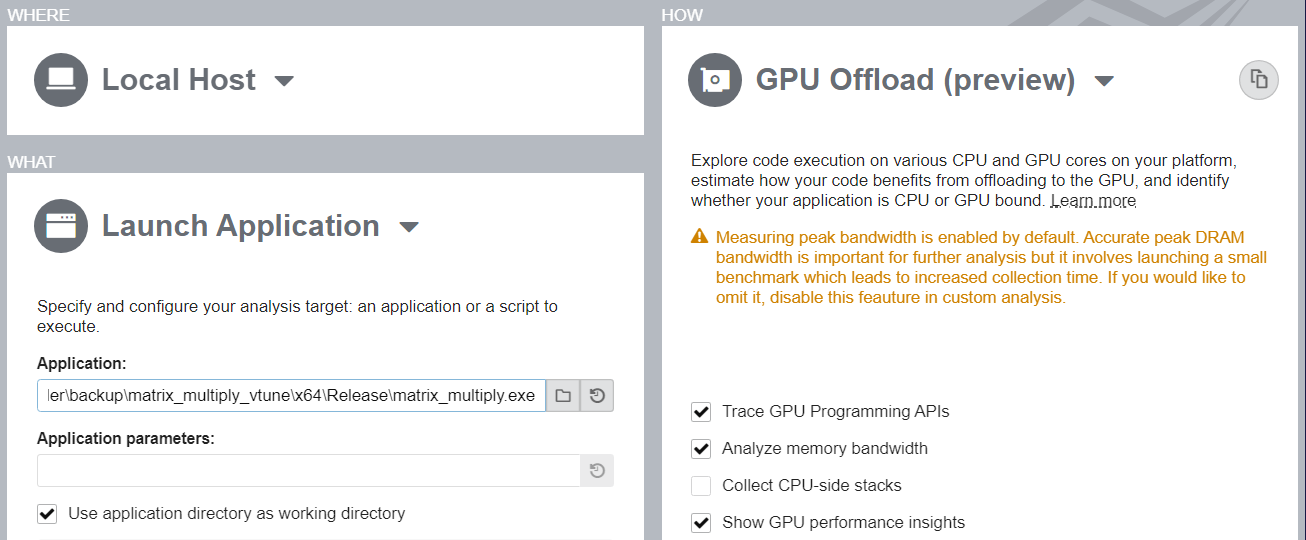 WHERE
Local Host
WHAT
Launch Application
Specify and configure your analysis target: an application or a script to
execute.
Application:
ler\backup\matrix_multiply_vtune\x64\Release\matrix_multiply.exe
Application parameters:
Use application directory as working directory
HOW
GPU Offload (preview)
Explore code execution on various CPU and GPU cores on your platform,
estimate how your code benefits from offloading to the GPU, and identify
whether your application is CPU or GPU bound. Learn more
Measuring peak bandwidth is enabled by default. Accurate peak DRAM
bandwidth is important for further analysis but it involves launching a small
benchmark which leads to increased collection time. If you would like to
omit it, disable this feauture in custom analysis.
Trace GPU Programming APIs
Analyze memory bandwidth
Collect CPU-side stacks
Show GPU performance insights